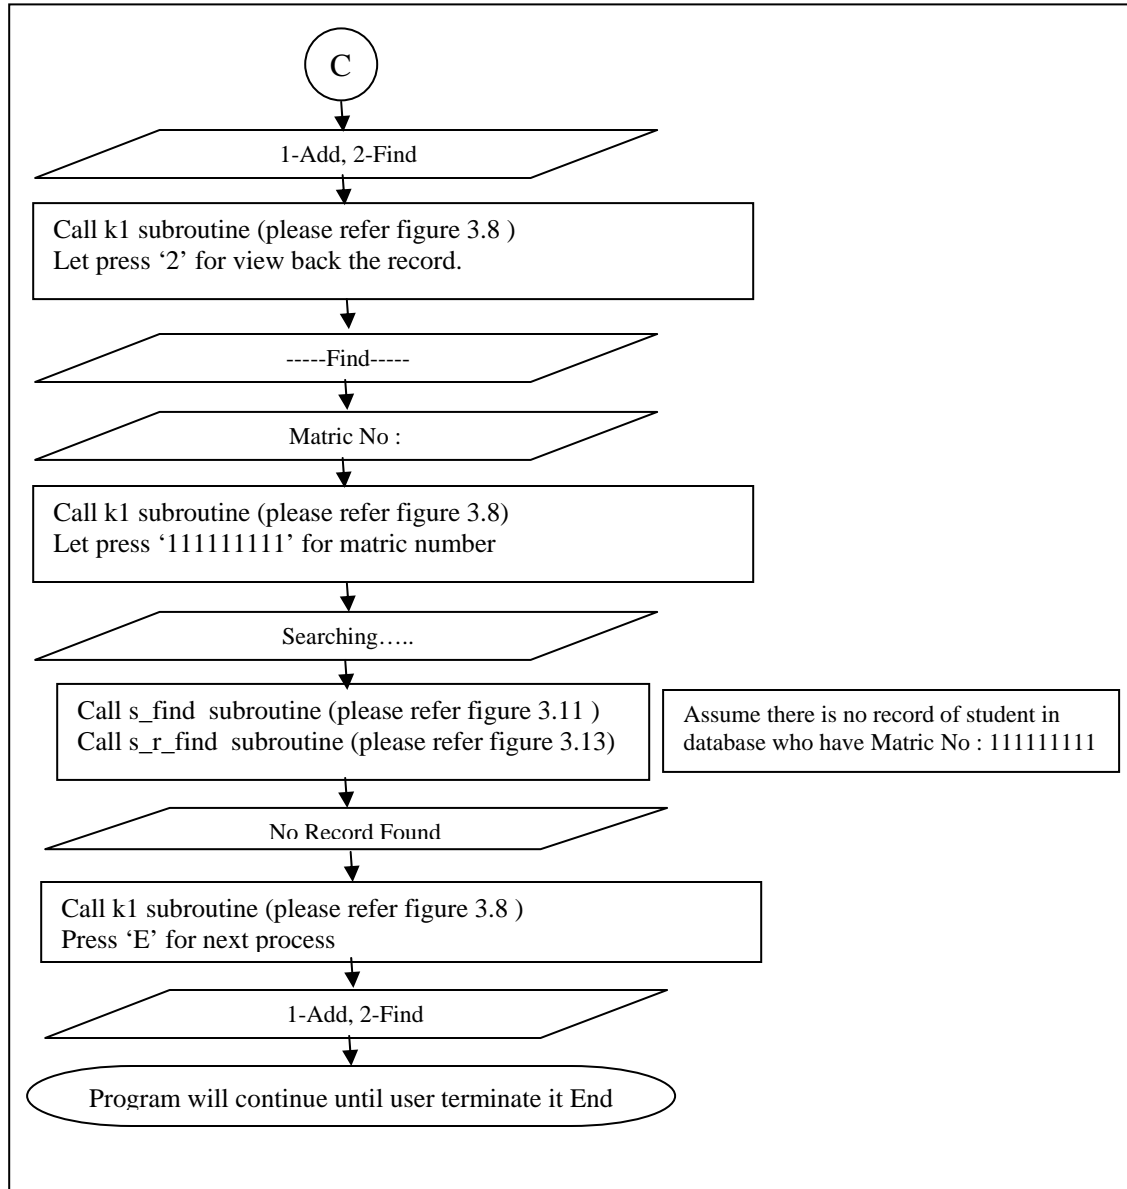 C
1-Add, 2-Find
Call k1 subroutine (please refer figure 3.8 )
Let press ‘2’ for view back the record.
-----Find-----
Matric No :
Call k1 subroutine (please refer figure 3.8)
Let press ‘111111111’ for matric number
Searching…..
Call s_find  subroutine (please refer figure 3.11 )
Call s_r_find  subroutine (please refer figure 3.13)
Assume there is no record of student in
database who have Matric No : 111111111
No Record Found
Call k1 subroutine (please refer figure 3.8 )
Press ‘E’ for next process
1-Add, 2-Find
Program will continue until user terminate it End